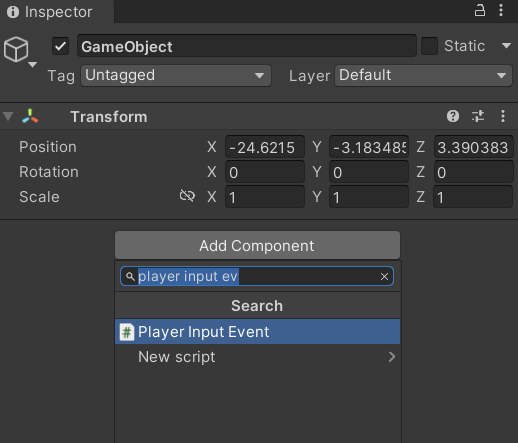 Inspector
GameObject
Static
Tag Untagged Layer Default
Transform
Position X -24.6215 Y -3.183485 Z 3.390383
Rotation X 0 Y 0 Z 0
Scale X 1 Y 1 Z 1
Add Component
player input ev
Search
Player Input Event
New script